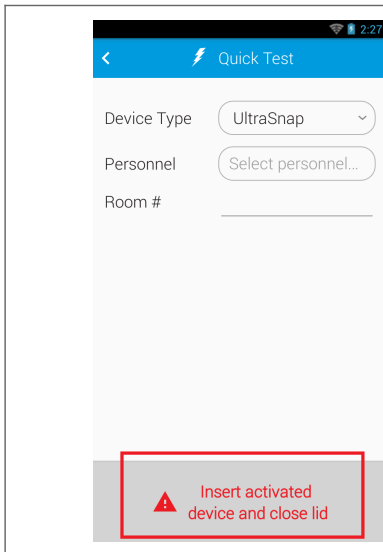 2:27
Quick Test
Device Type UltraSnap
Personnel Select personnel...
Room #
Insert activated
device and close lid